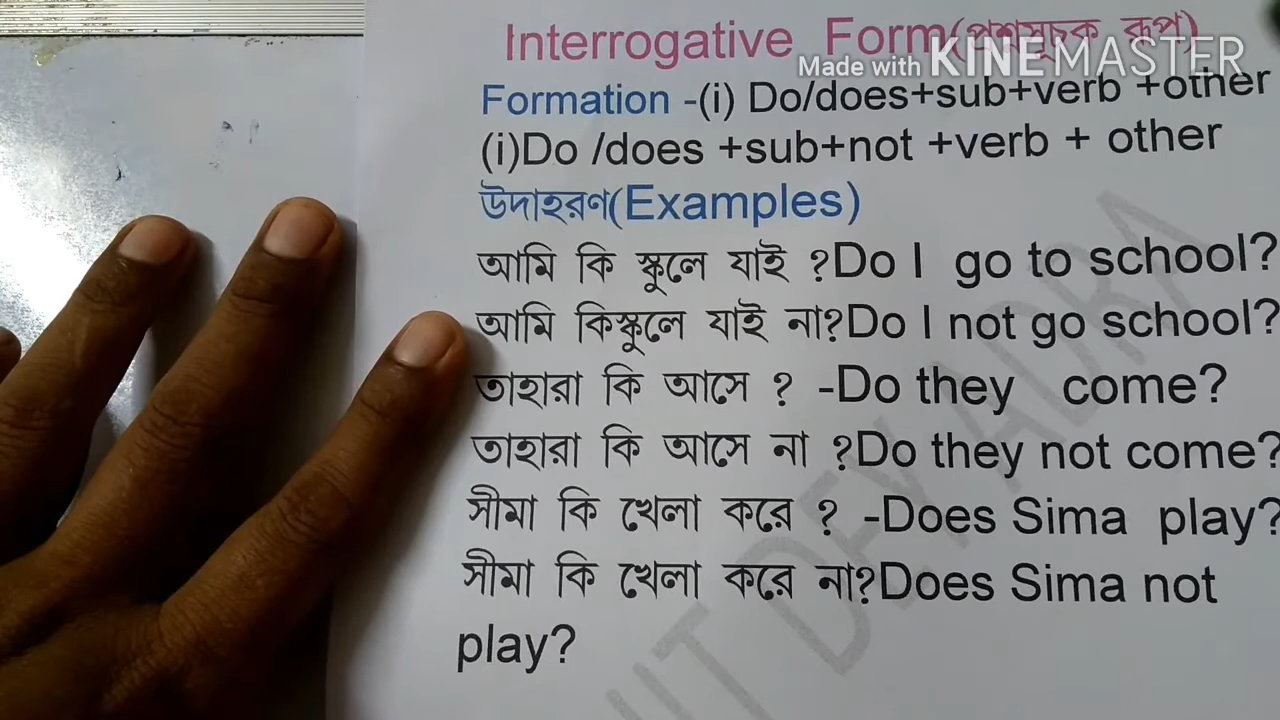 Interrogative Form(প্রশ্নসূচক রূপ)
Made with KINEMASTER
Formation -(i) Do/does+sub+verb +other
(i)Do /does +sub+not +verb + other
উদাহরণ(Examples)
আমি কি স্কুলে যাই ?Do I go to school?
আমি কিস্কুলে যাই না?Do I not go school?
তাহারা কি আসে ? -Do they come?
তাহারা কি আসে না ?Do they not come?
সীমা কি খেলা করে ? -Does Sima play?
সীমা কি খেলা করে না?Does Sima not
play?
DEY ADRA